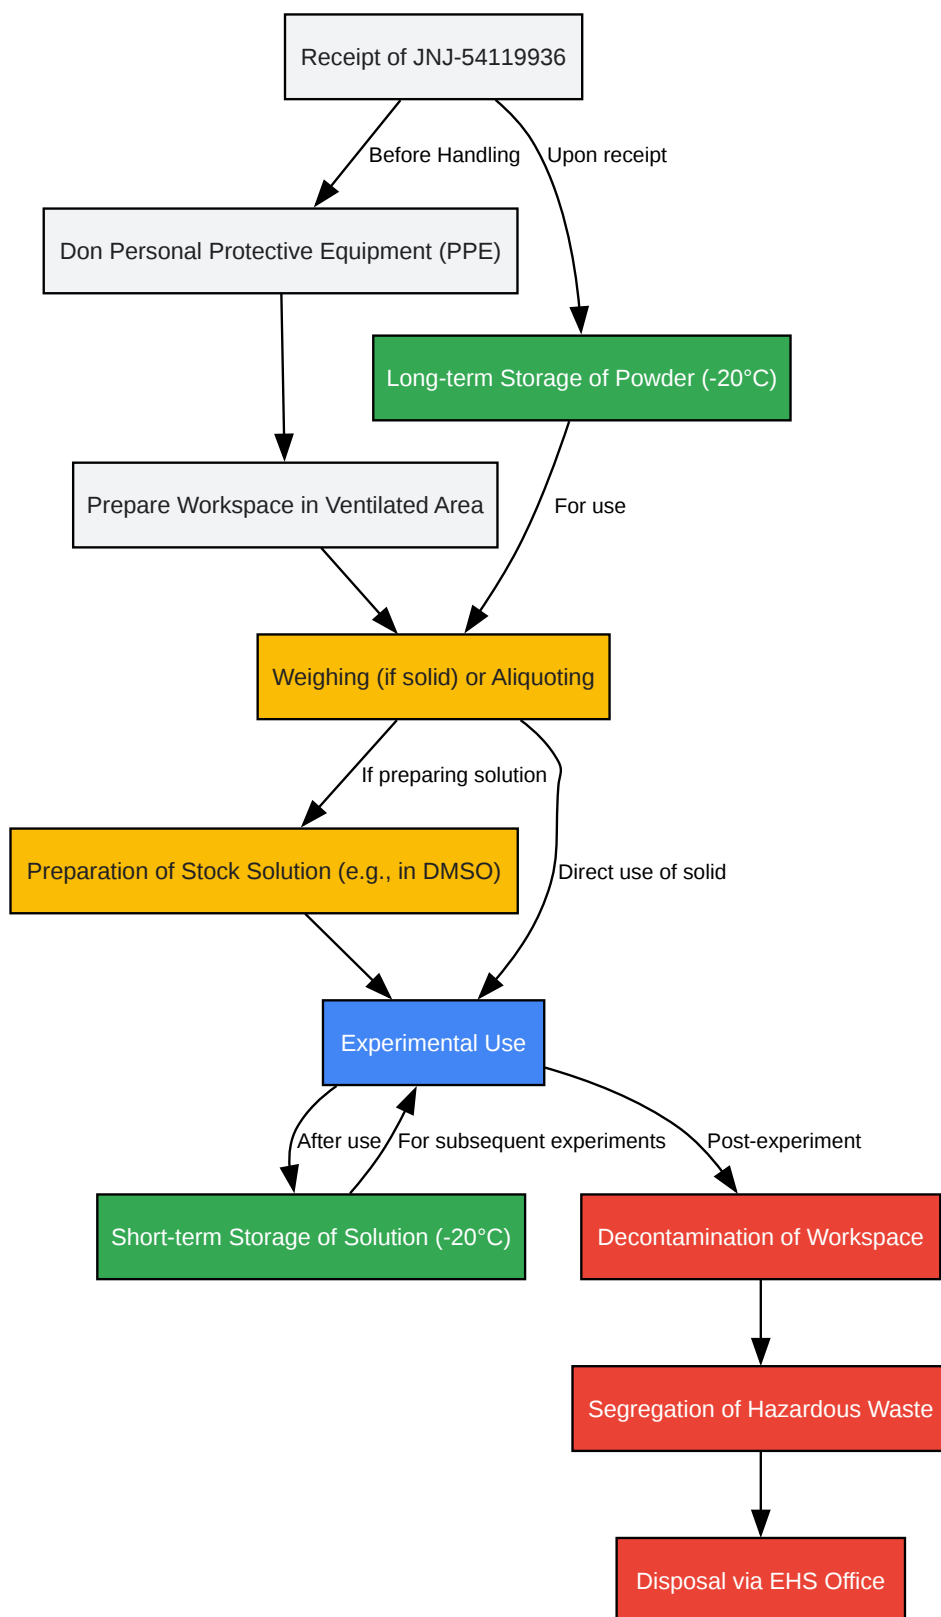 Receipt of JNJ-54119936
Before Handling
Upon receipt
Don Personal Protective Equipment (PPE)
Long-term Storage of Powder (-20°C)
Prepare Workspace in Ventilated Area
For use
Weighing (if solid) or Aliquoting
If preparing solution
Preparation of Stock Solution (e.g., in DMSO)
Direct use of solid
Experimental Use
After use
For subsequent experiments
Post-experiment
Short-term Storage of Solution (-20°C)
Decontamination of Workspace
Segregation of Hazardous Waste
Disposal via EHS Office